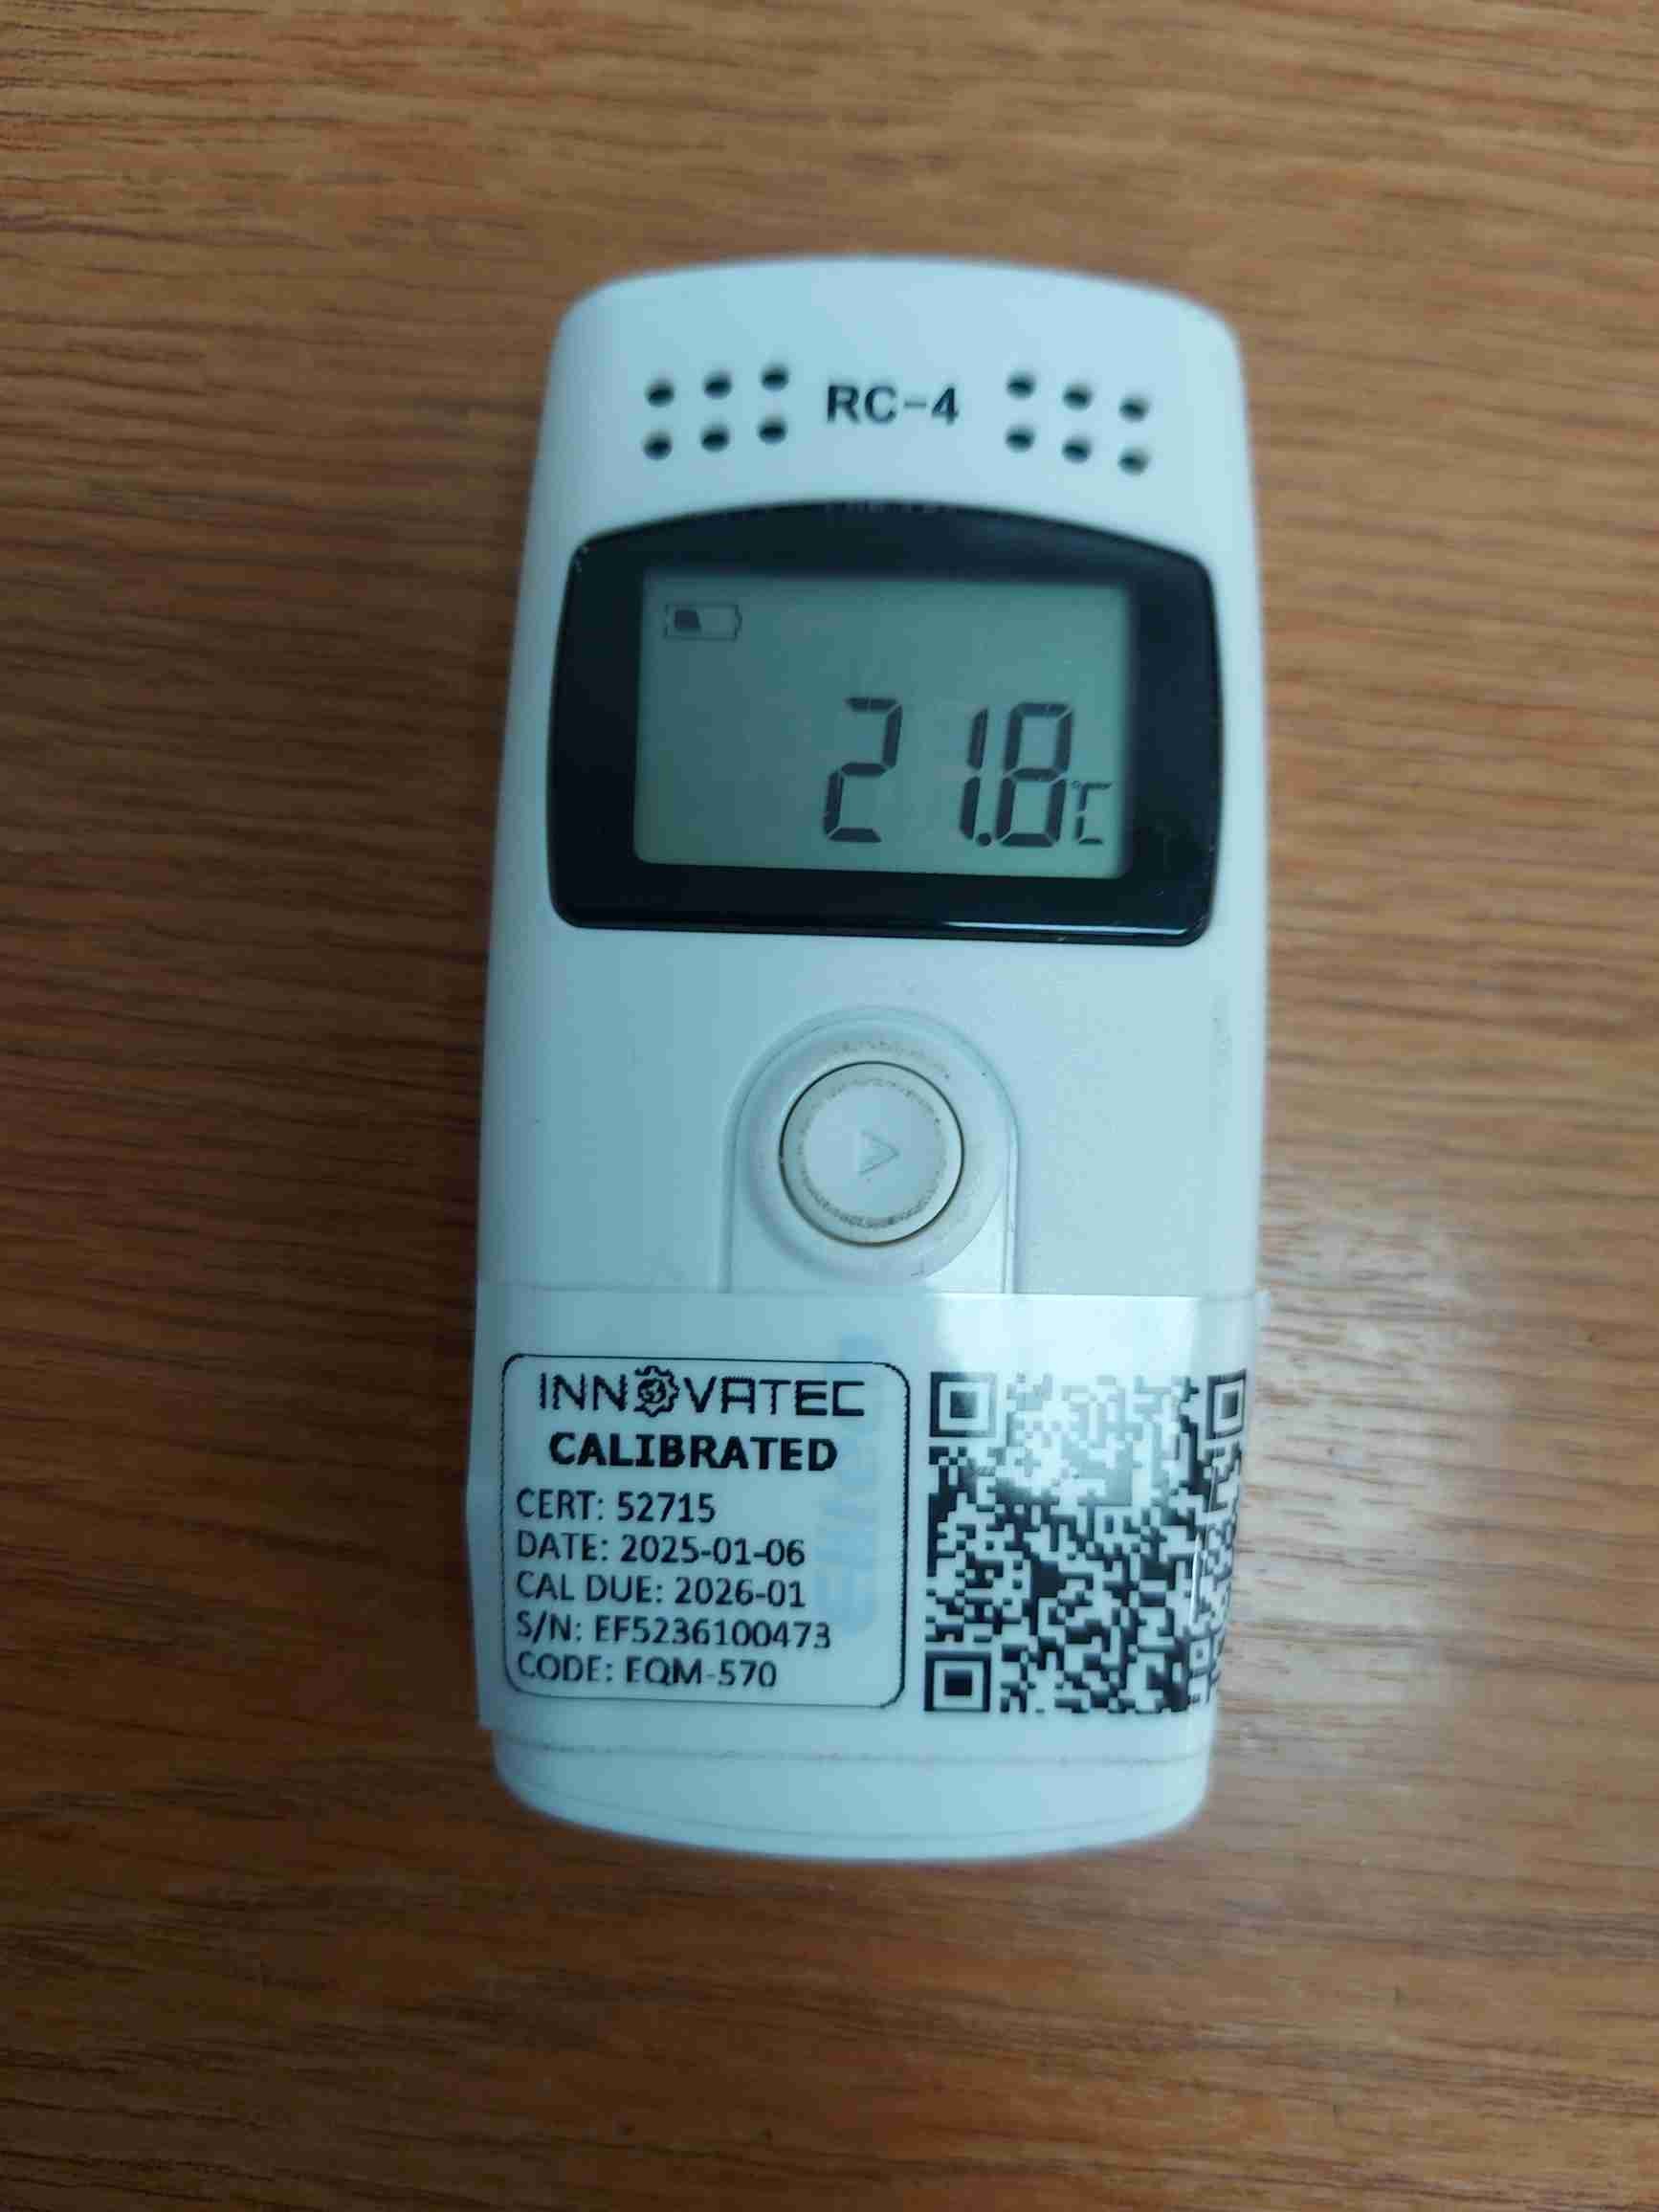 RC-4
21.8°C
INNOVATEC
CALIBRATED
CERT: 52715
DATE: 2025-01-06
CAL DUE: 2026-01
S/N: EF5236100473
CODE: EQM-570